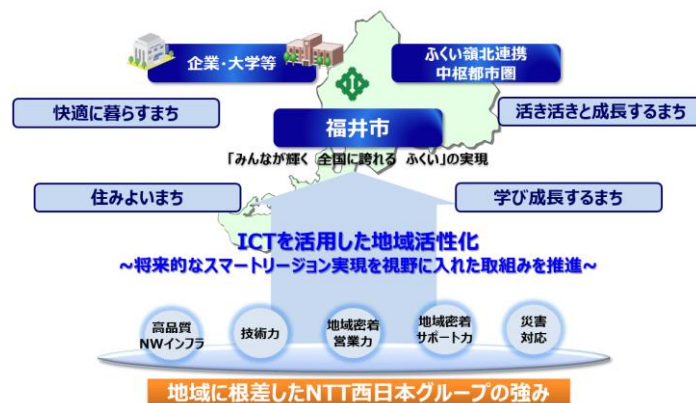 企業・大学等
ふくい嶺北連携
中枢都市圏
快適に暮らすまち
福井市
活き活きと成長するまち
「みんなが輝く 全国に誇れる ふくい」の実現
住みよいまち
学び成長するまち
ICTを活用した地域活性化
~将来的なスマートリージョン実現を視野に入れた取組みを推進~
高品質
NWインフラ
技術力
地域密着
営業力
地域密着
サポート力
災害
対応
地域に根差したNTT西日本グループの強み